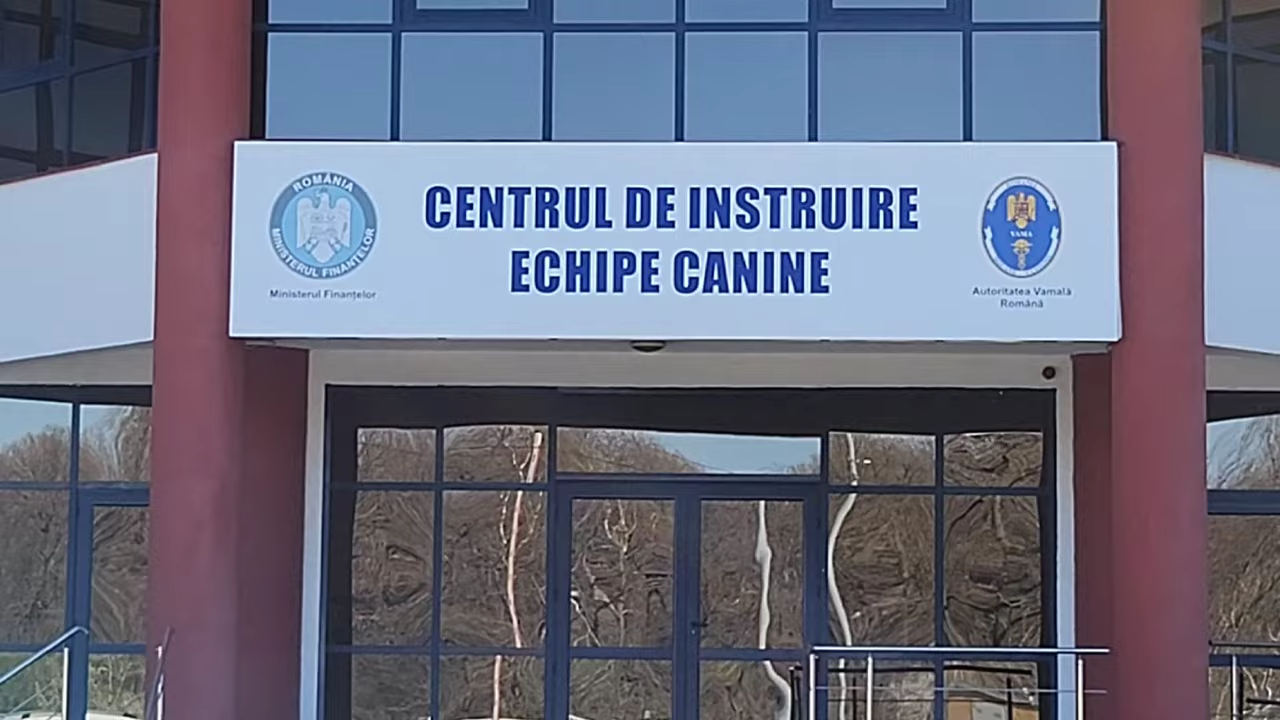 CENTRUL DE INSTRUIRE
ECHIPE CANINE
ROMÂNIA
MINISTERUL FINANȚELOR
Ministerul Finanțelor
VAMA
Autoritatea Vamală
Română